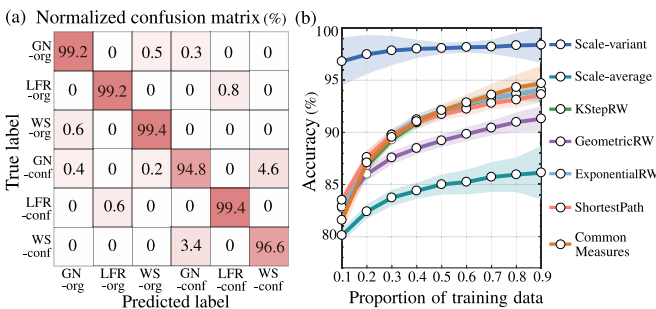 (a) Normalized confusion matrix (%)
True label
GN
-org
99.2 0 0.5 0.3 0 0
LFR
-org
0 99.2 0 0 0.8 0
WS
-org
0.6 0 99.4 0 0 0
GN
-conf
0.4 0 0.2 94.8 0 4.6
LFR
-conf
0 0.6 0 0 99.4 0
WS
-conf
0 0 0 3.4 0 96.6
GN LFR WS GN LFR WS
-org -org -org -conf -conf -conf
Predicted label
(b)
Accuracy (%)
100
95
90
85
80
0.1 0.2 0.3 0.4 0.5 0.6 0.7 0.8 0.9
Proportion of training data
Scale-variant
Scale-average
KStepRW
GeometricRW
ExponentialRW
ShortestPath
Common
Measures